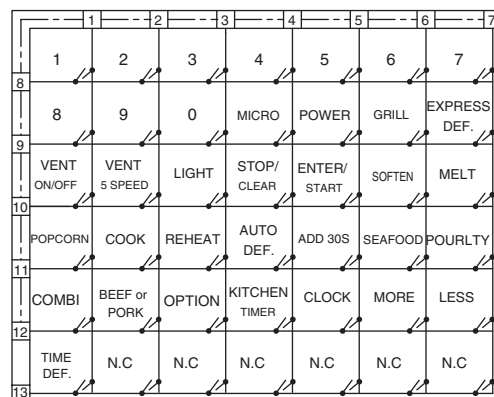 1 2 3 4 5 6 7
1 2 3 4 5 6 7
8
8 9 0 MICRO POWER GRILL EXPRESS DEF.
9
VENT ON/OFF VENT 5 SPEED LIGHT STOP/ CLEAR ENTER/ START SOFTEN MELT
10
POPCORN COOK REHEAT AUTO DEF. ADD 30S SEAFOOD POURLTY
11
COMBI BEEF or PORK OPTION KITCHEN TIMER CLOCK MORE LESS
12
TIME DEF. N.C N.C N.C N.C N.C N.C
13